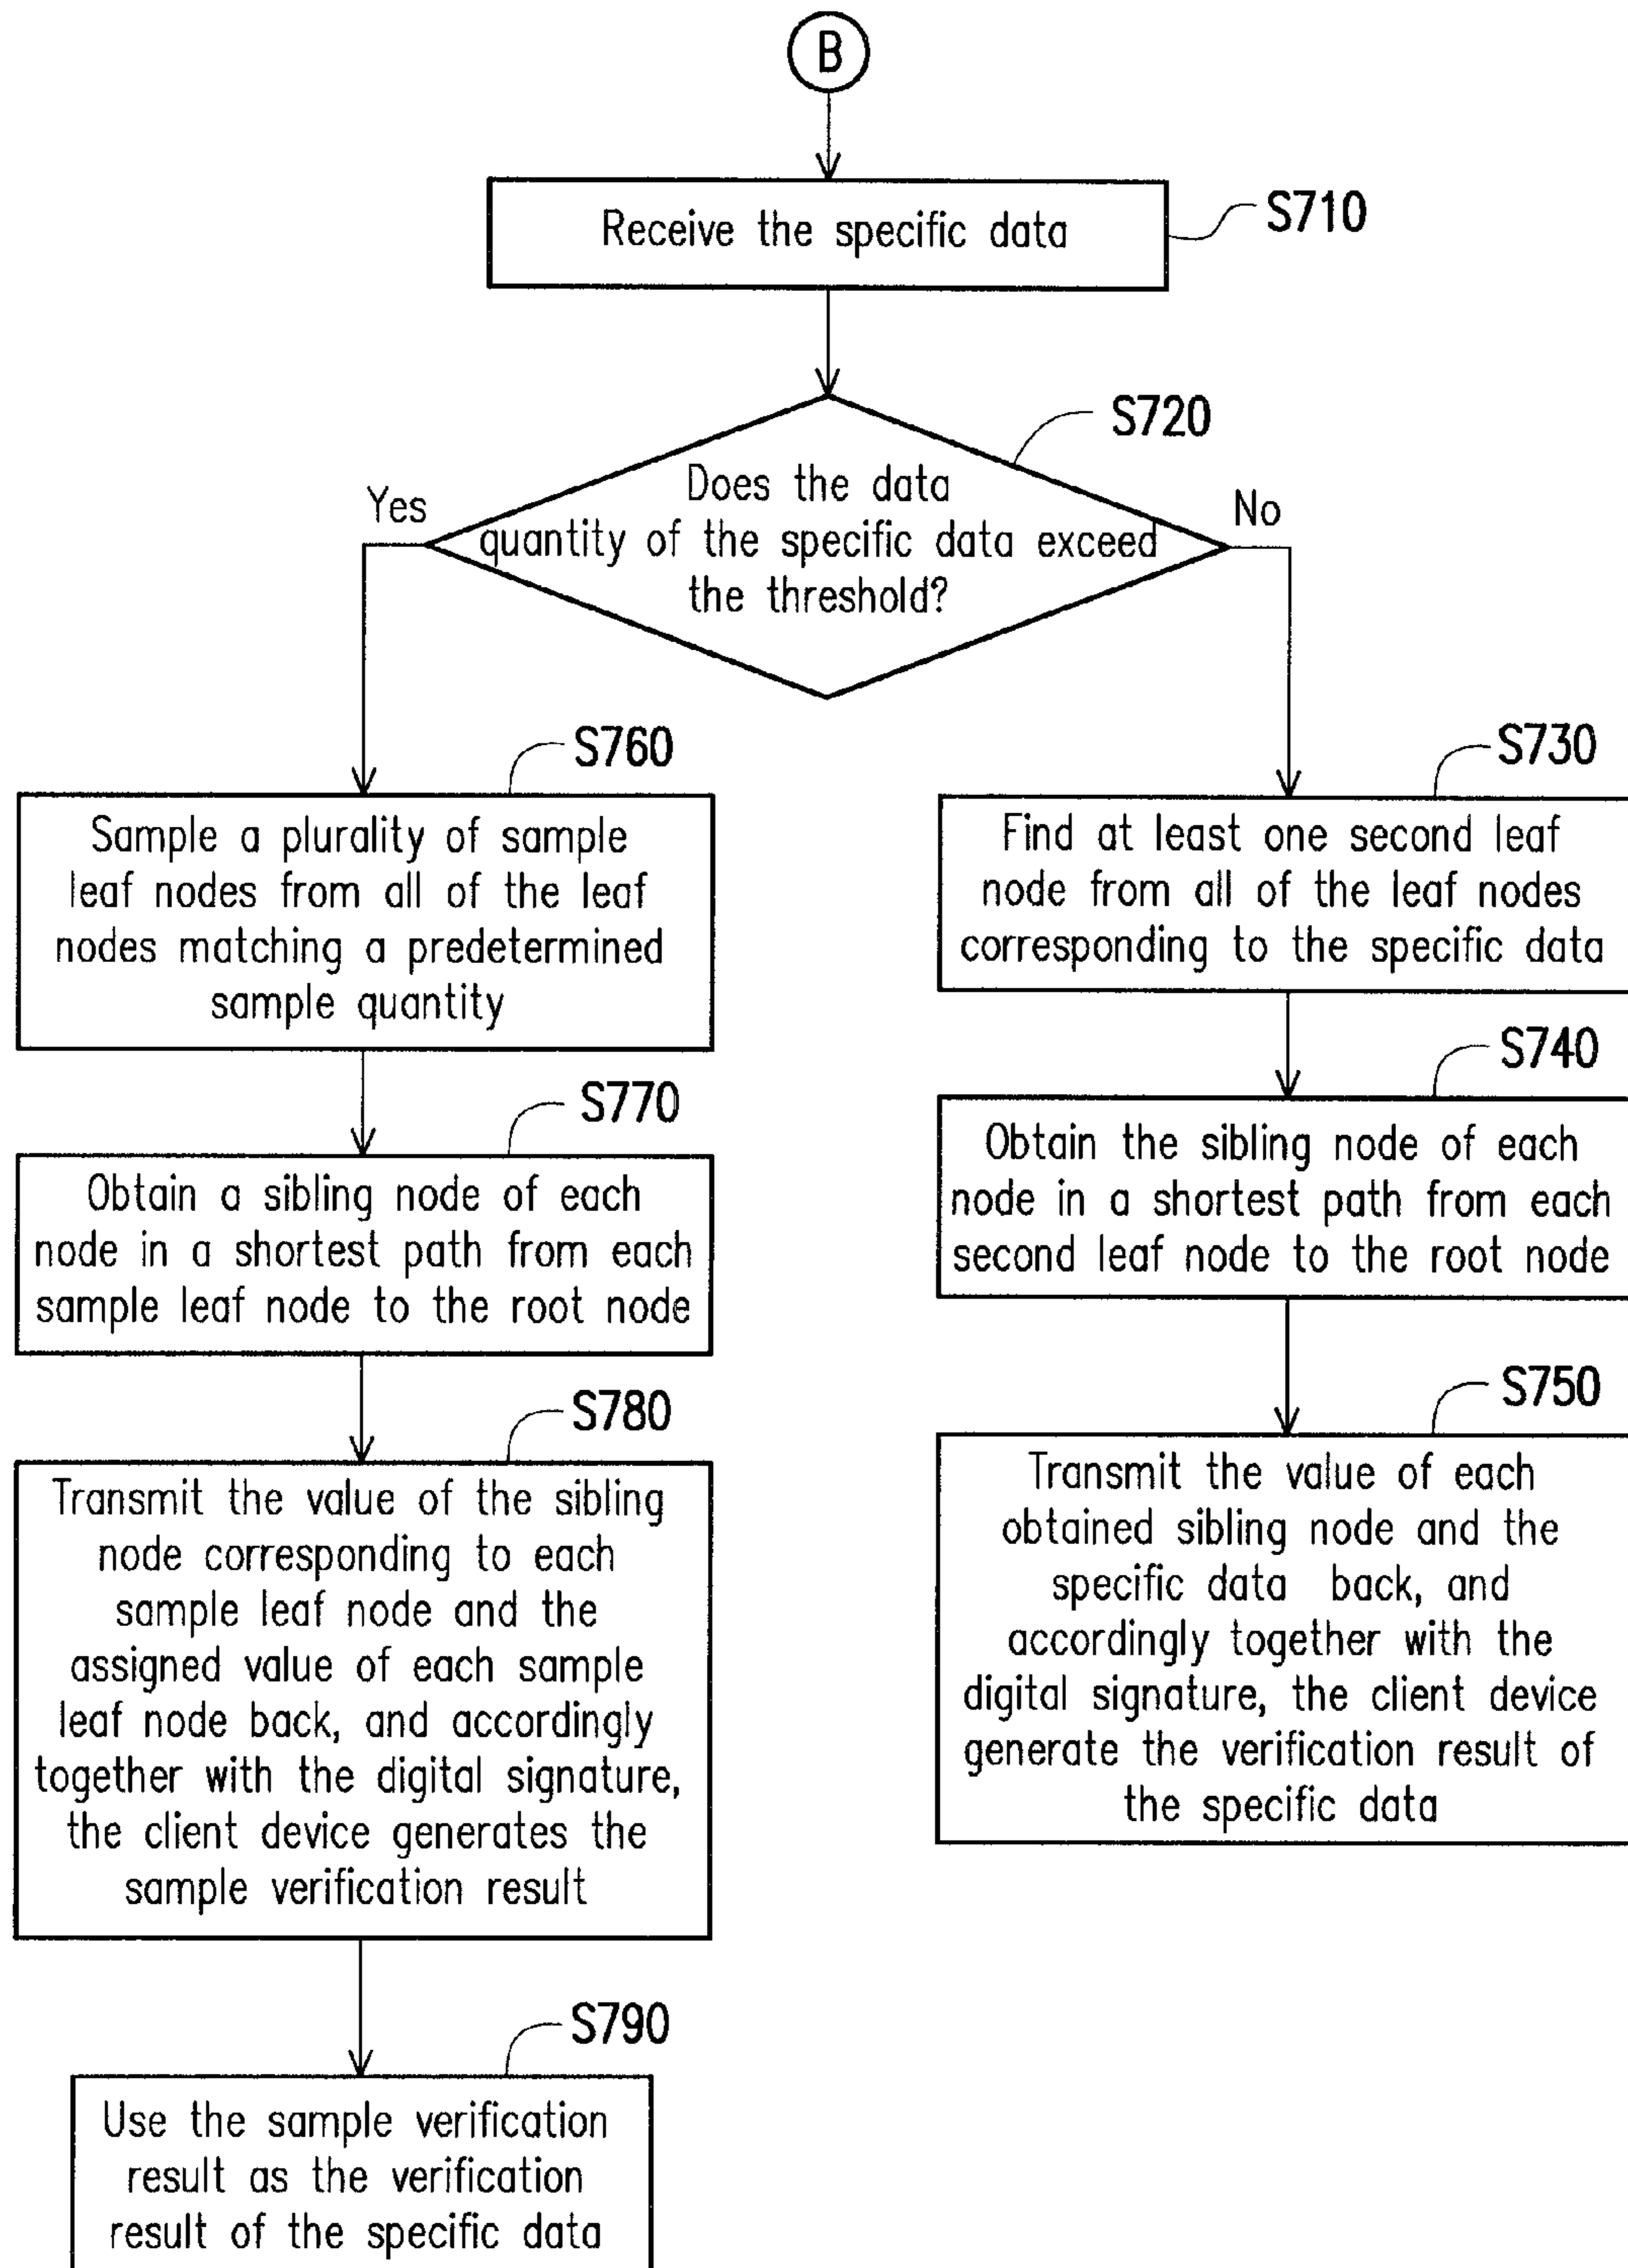 B
Receive the specific data
S710
S720
Does the data
quantity of the specific data exceed
the threshold?
Yes
No
S760
Sample a plurality of sample
leaf nodes from all of the leaf
nodes matching a predetermined
sample quantity
S770
Obtain a sibling node of each
node in a shortest path from each
sample leaf node to the root node
S780
Transmit the value of the sibling
node corresponding to each
sample leaf node and the
assigned value of each sample
leaf node back, and accordingly
together with the digital signature,
the client device generates the
sample verification result
S790
Use the sample verification
result as the verification
result of the specific data
S730
Find at least one second leaf
node from all of the leaf nodes
corresponding to the specific data
S740
Obtain the sibling node of each
node in a shortest path from each
second leaf node to the root node
S750
Transmit the value of each
obtained sibling node and the
specific data back, and
accordingly together with the
digital signature, the client device
generate the verification result of
the specific data